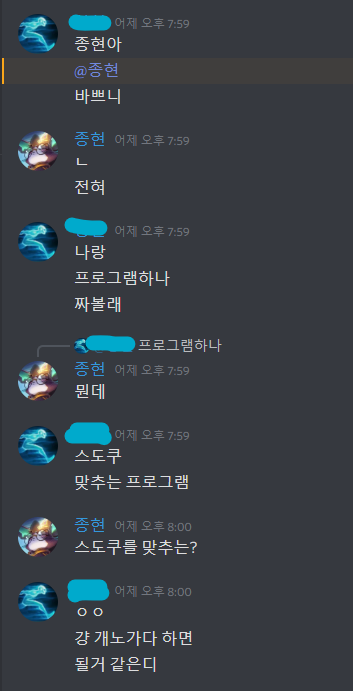 어제 오후 7:59
종현아
@종현
바쁘니
종현 어제 오후 7:59
ㄴ
전혀
어제 오후 7:59
나랑
프로그램하나
짜볼래
프로그램하나
종현 어제 오후 7:59
뭔데
어제 오후 7:59
스도쿠
맞추는 프로그램
종현 어제 오후 8:00
스도쿠를 맞추는?
어제 오후 8:00
ㅇㅇ
걍 개노가다 하면
될거 같은디